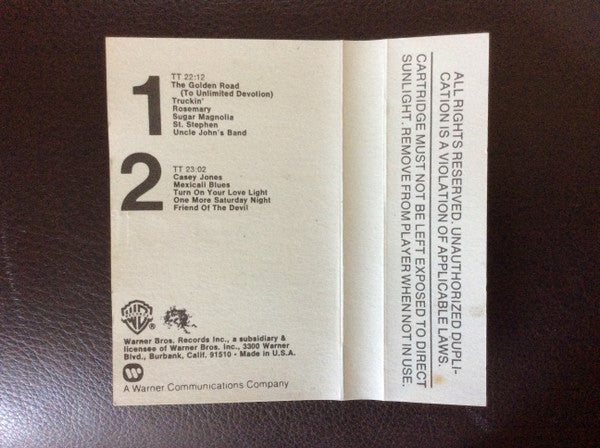 1
TT 22:12
The Golden Road
(To Unlimited Devotion)
Truckin'
Rosemary
Sugar Magnolia
St. Stephen
Uncle John's Band
2
TT 23:02
Casey Jones
Mexicali Blues
Turn On Your Love Light
One More Saturday Night
Friend Of The Devil
Warner Bros. Records Inc., a subsidiary &
licensee of Warner Bros. Inc., 3300 Warner
Blvd., Burbank, Calif. 91510 - Made in U.S.A.
A Warner Communications Company
ALL RIGHTS RESERVED. UNAUTHORIZED DUPLI-
CATION IS A VIOLATION OF APPLICABLE LAWS.
CARTRIDGE MUST NOT BE LEFT EXPOSED TO DIRECT
SUNLIGHT. REMOVE FROM PLAYER WHEN NOT IN USE.